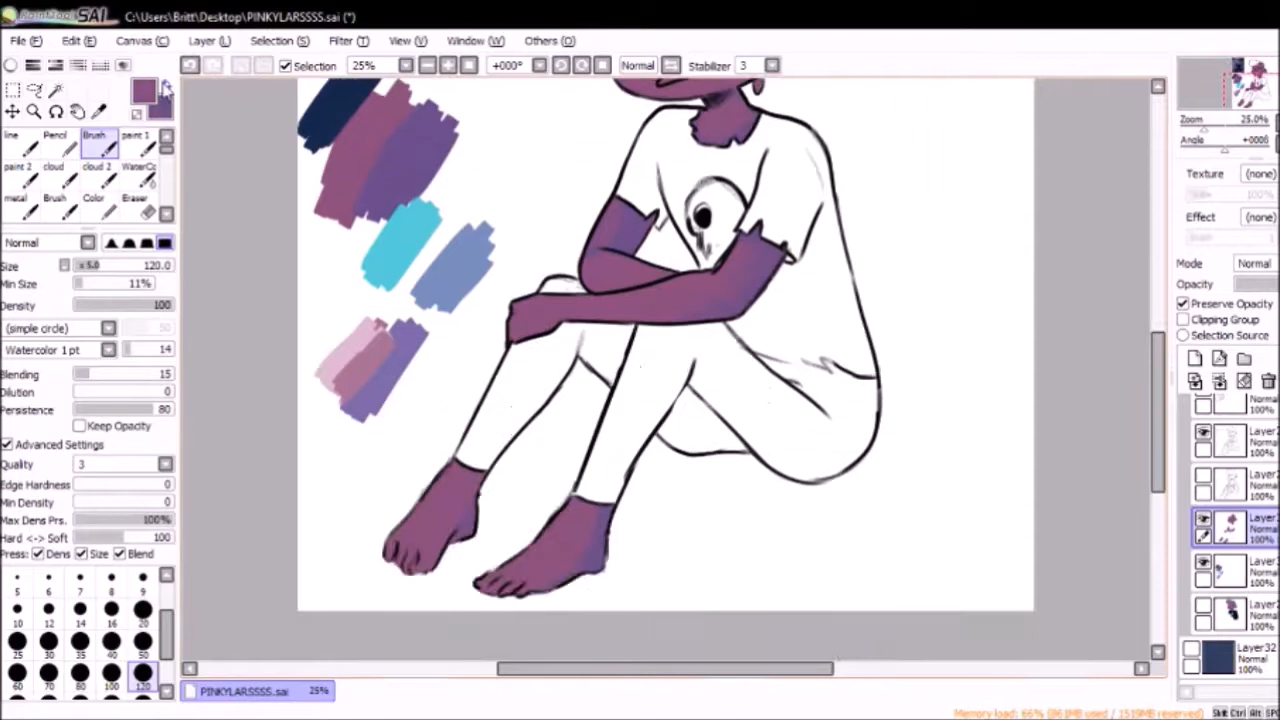 PaintTool SAI C:\Users\Britt\Desktop\PINKYLARSSSS.sai (*)
File (F) Edit (E) Canvas (C) Layer (L) Selection (S) Filter (T) View (V) Window (W) Others (O)
Selection 25% +000° Normal Stabilizer 3
line Pencil Brush paint 1
paint 2 cloud cloud 2 WaterCo
metal Brush Color Eraser
Normal
Size x 5.0 120.0
Min Size 11%
Density 100
(simple circle) 50
Watercolor 1 pt 14
Blending 15
Dilution 0
Persistence 80
Keep Opacity
Advanced Settings
Quality 3
Edge Hardness 0
Min Density 0
Max Dens Prs. 100%
Hard <-> Soft 100
Press: Dens Size Blend
5 6 7 8 9
10 12 14 16 20
25 30 35 40 50
60 70 80 100 120
Zoom 25.0%
Angle
Texture (none)
100%
Effect (none)
Mode Normal
Opacity
Preserve Opacity
Clipping Group
Selection Source
Normal
100%
Layer
Normal
100%
Layer
Normal
100%
Layer
Normal
100%
Layer
Normal
100%
Layer
Normal
100%
Layer32
Normal
100%
PINKYLARSSSS.sai 25%
Memory load: 66% (861MB used / 1519MB reserved) Shft Ctrl Alt